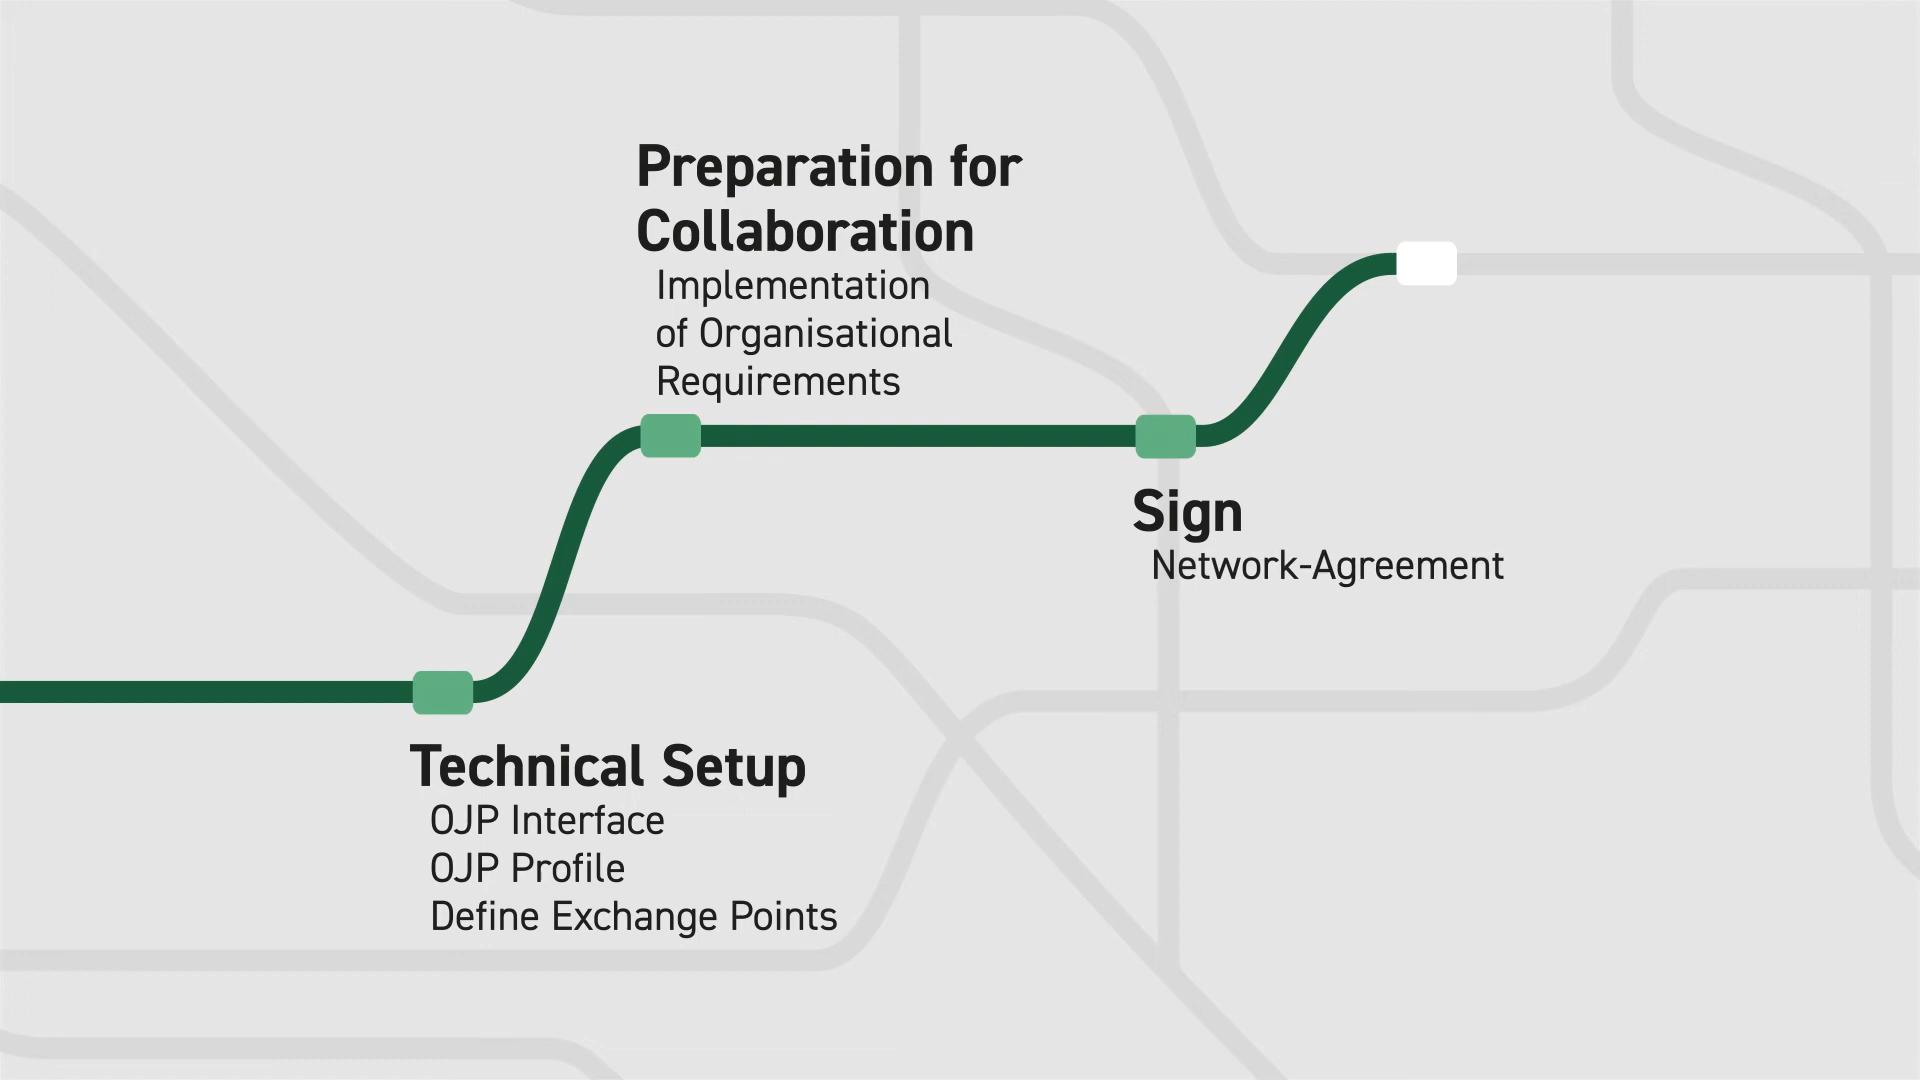 Preparation for
Collaboration
Implementation
of Organisational
Requirements
Sign
Network-Agreement
Technical Setup
OJP Interface
OJP Profile
Define Exchange Points